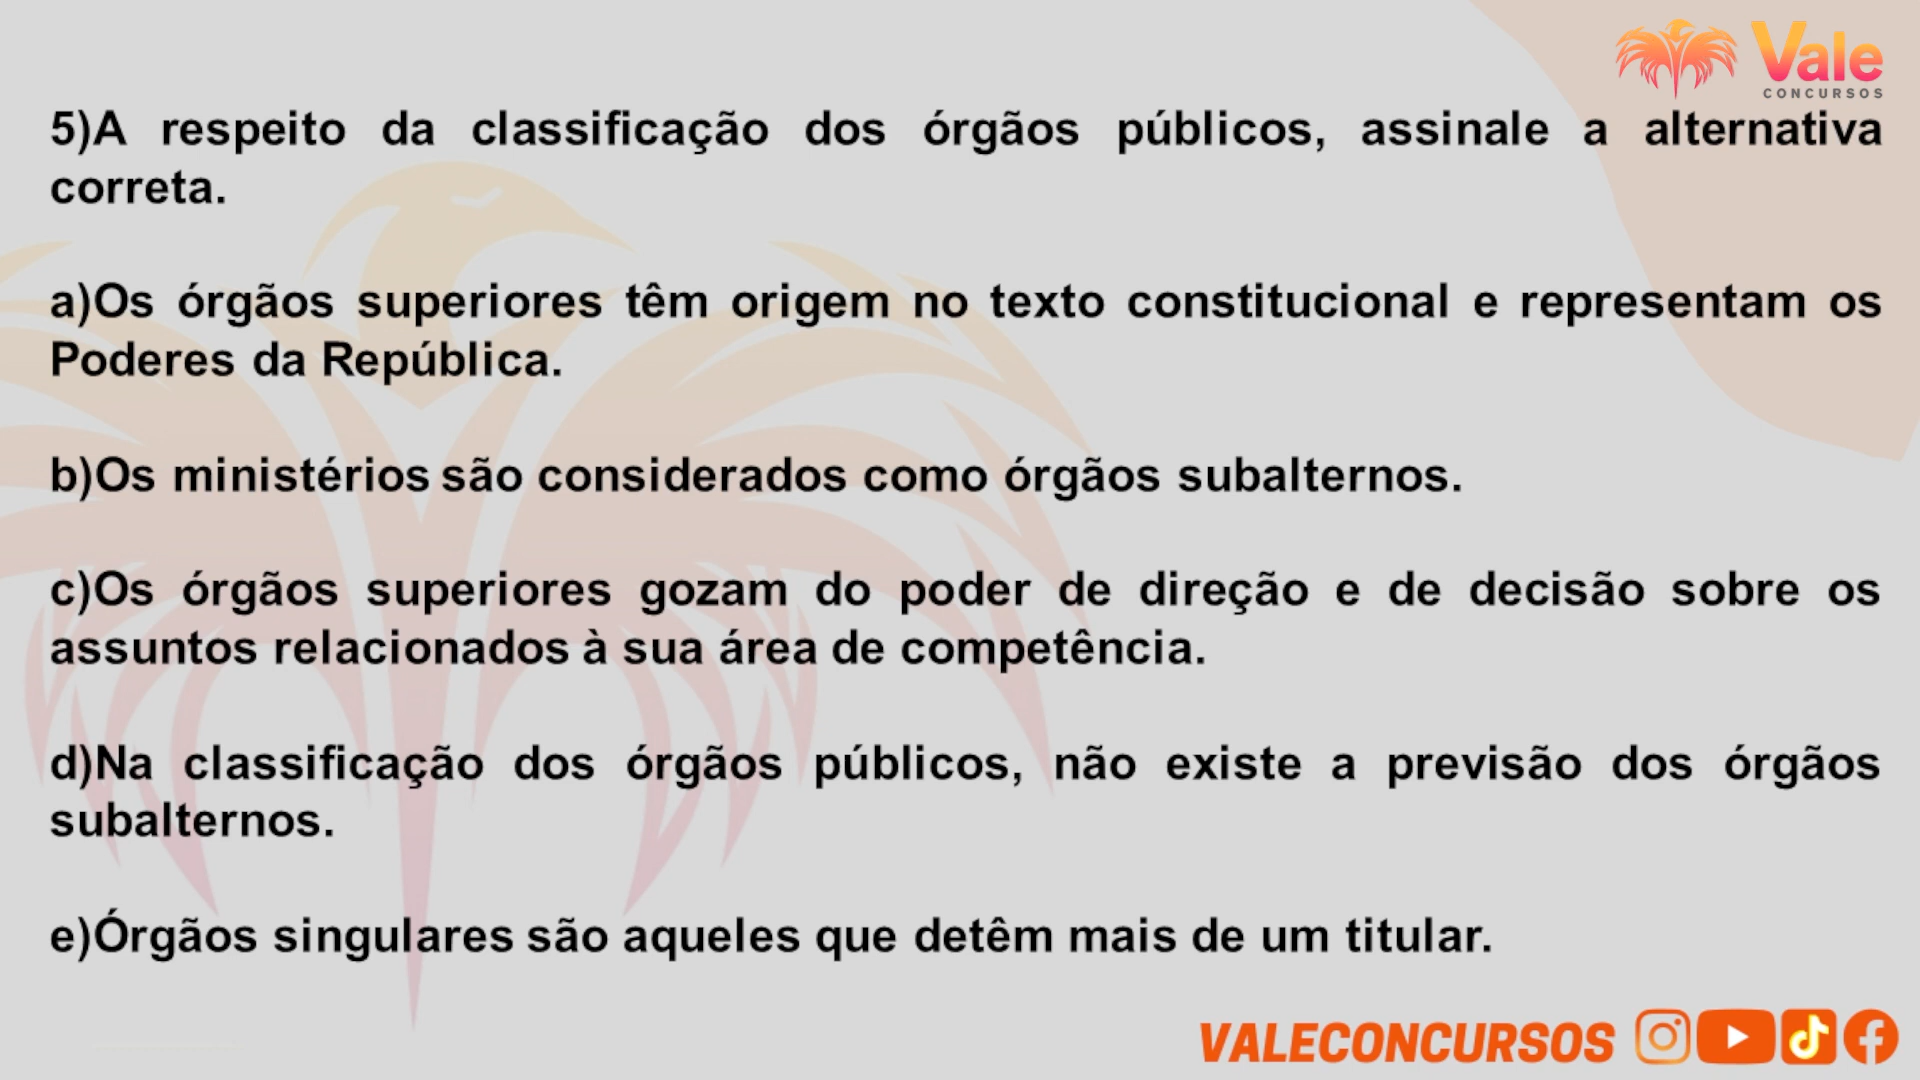 Vale
CONCURSOS
5)A respeito da classificação dos órgãos públicos, assinale a alternativa
correta.
a)Os órgãos superiores têm origem no texto constitucional e representam os
Poderes da República.
b)Os ministérios são considerados como órgãos subalternos.
c)Os órgãos superiores gozam do poder de direção e de decisão sobre os
assuntos relacionados à sua área de competência.
d)Na classificação dos órgãos públicos, não existe a previsão dos órgãos
subalternos.
e)Órgãos singulares são aqueles que detêm mais de um titular.
VALECONCURSOS